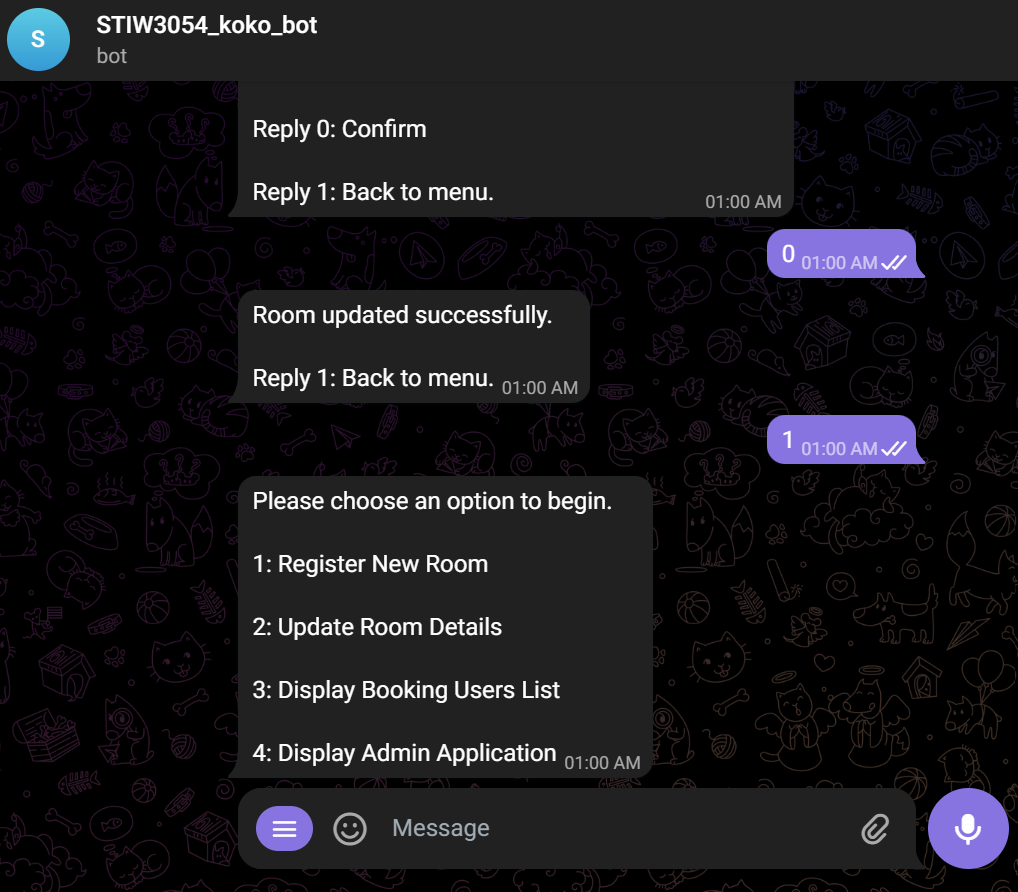 S
STIW3054_koko_bot
bot
Reply 0: Confirm
Reply 1: Back to menu.
01:00 AM
0 01:00 AM
Room updated successfully.
Reply 1: Back to menu. 01:00 AM
1 01:00 AM
Please choose an option to begin.
1: Register New Room
2: Update Room Details
3: Display Booking Users List
4: Display Admin Application 01:00 AM
Message